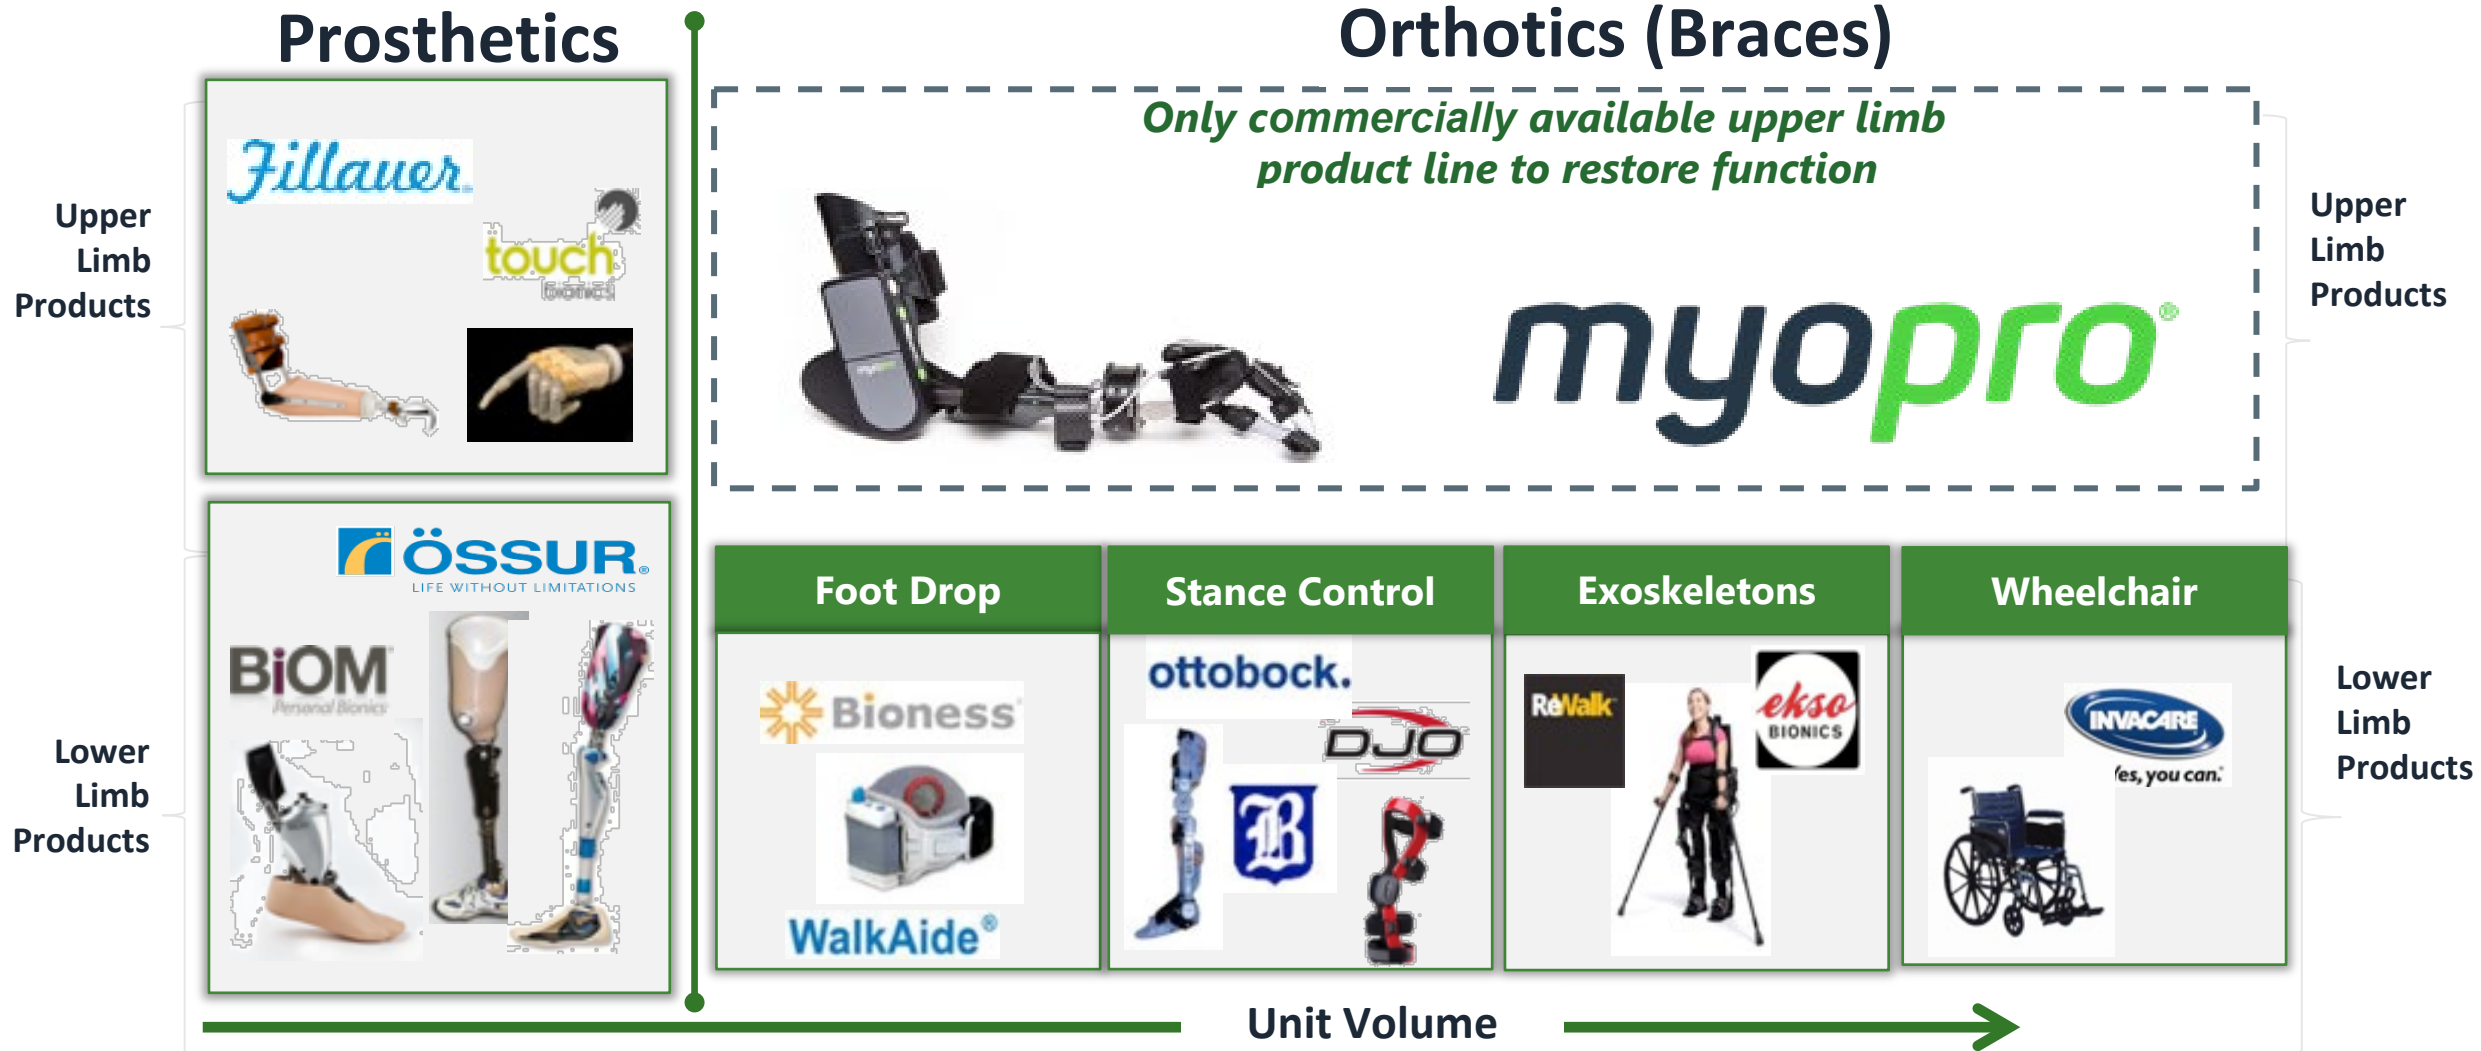 Prosthetics
Orthotics (Braces)
Upper
Limb
Products
Fillauer
touch
bionics
Only commercially available upper limb
product line to restore function
myopro
myopro®
Upper
Limb
Products
Lower
Limb
Products
ÖSSUR®
LIFE WITHOUT LIMITATIONS
BiOM
Personal Bionics
Foot Drop
Bioness
WalkAide®
Stance Control
ottobock.
DJO
B
Exoskeletons
ReWalk
ekso
BIONICS
Wheelchair
INVACARE
Yes, you can.
Lower
Limb
Products
Unit Volume